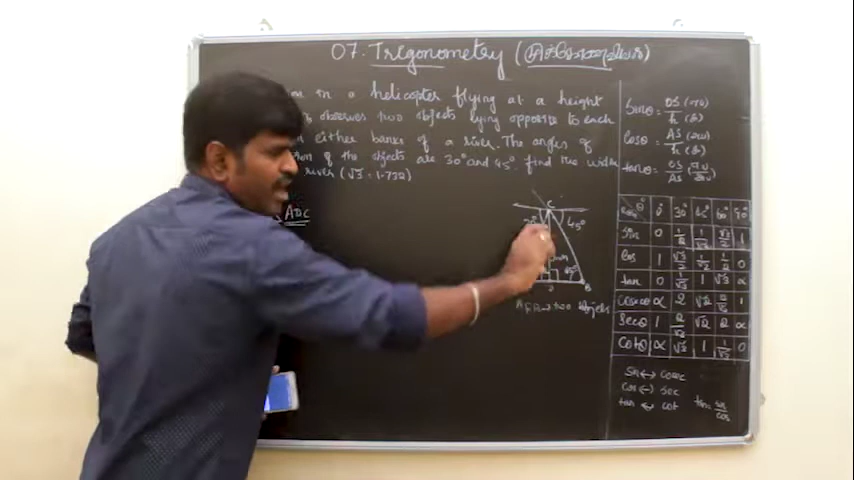 07. Trigonometry (
in a helicopter flying at a height
observes two objects lying opposite to each
either banks of a river. The angles of
of the objects are 30° and 45°. find the width
river (√3 = 1.732)
ADC
C
45°
D
B
A, B → two objects
Sinθ = OS/h
Cosθ = AS/h
tanθ = OS/AS
θ 0° 30° 45° 60° 90°
Sin 0 1/2 1/√2 √3/2 1
Cos 1 √3/2 1/√2 1/2 0
tan 0 1/√3 1 √3 ∝
Cosecθ ∝ 2 √2 2/√3 1
Secθ 1 2/√3 √2 2 ∝
Cotθ ∝ √3 1 1/√3 0
Sin ↔ Cosec
Cos ↔ Sec
tan ↔ Cot tan = Sin/Cos